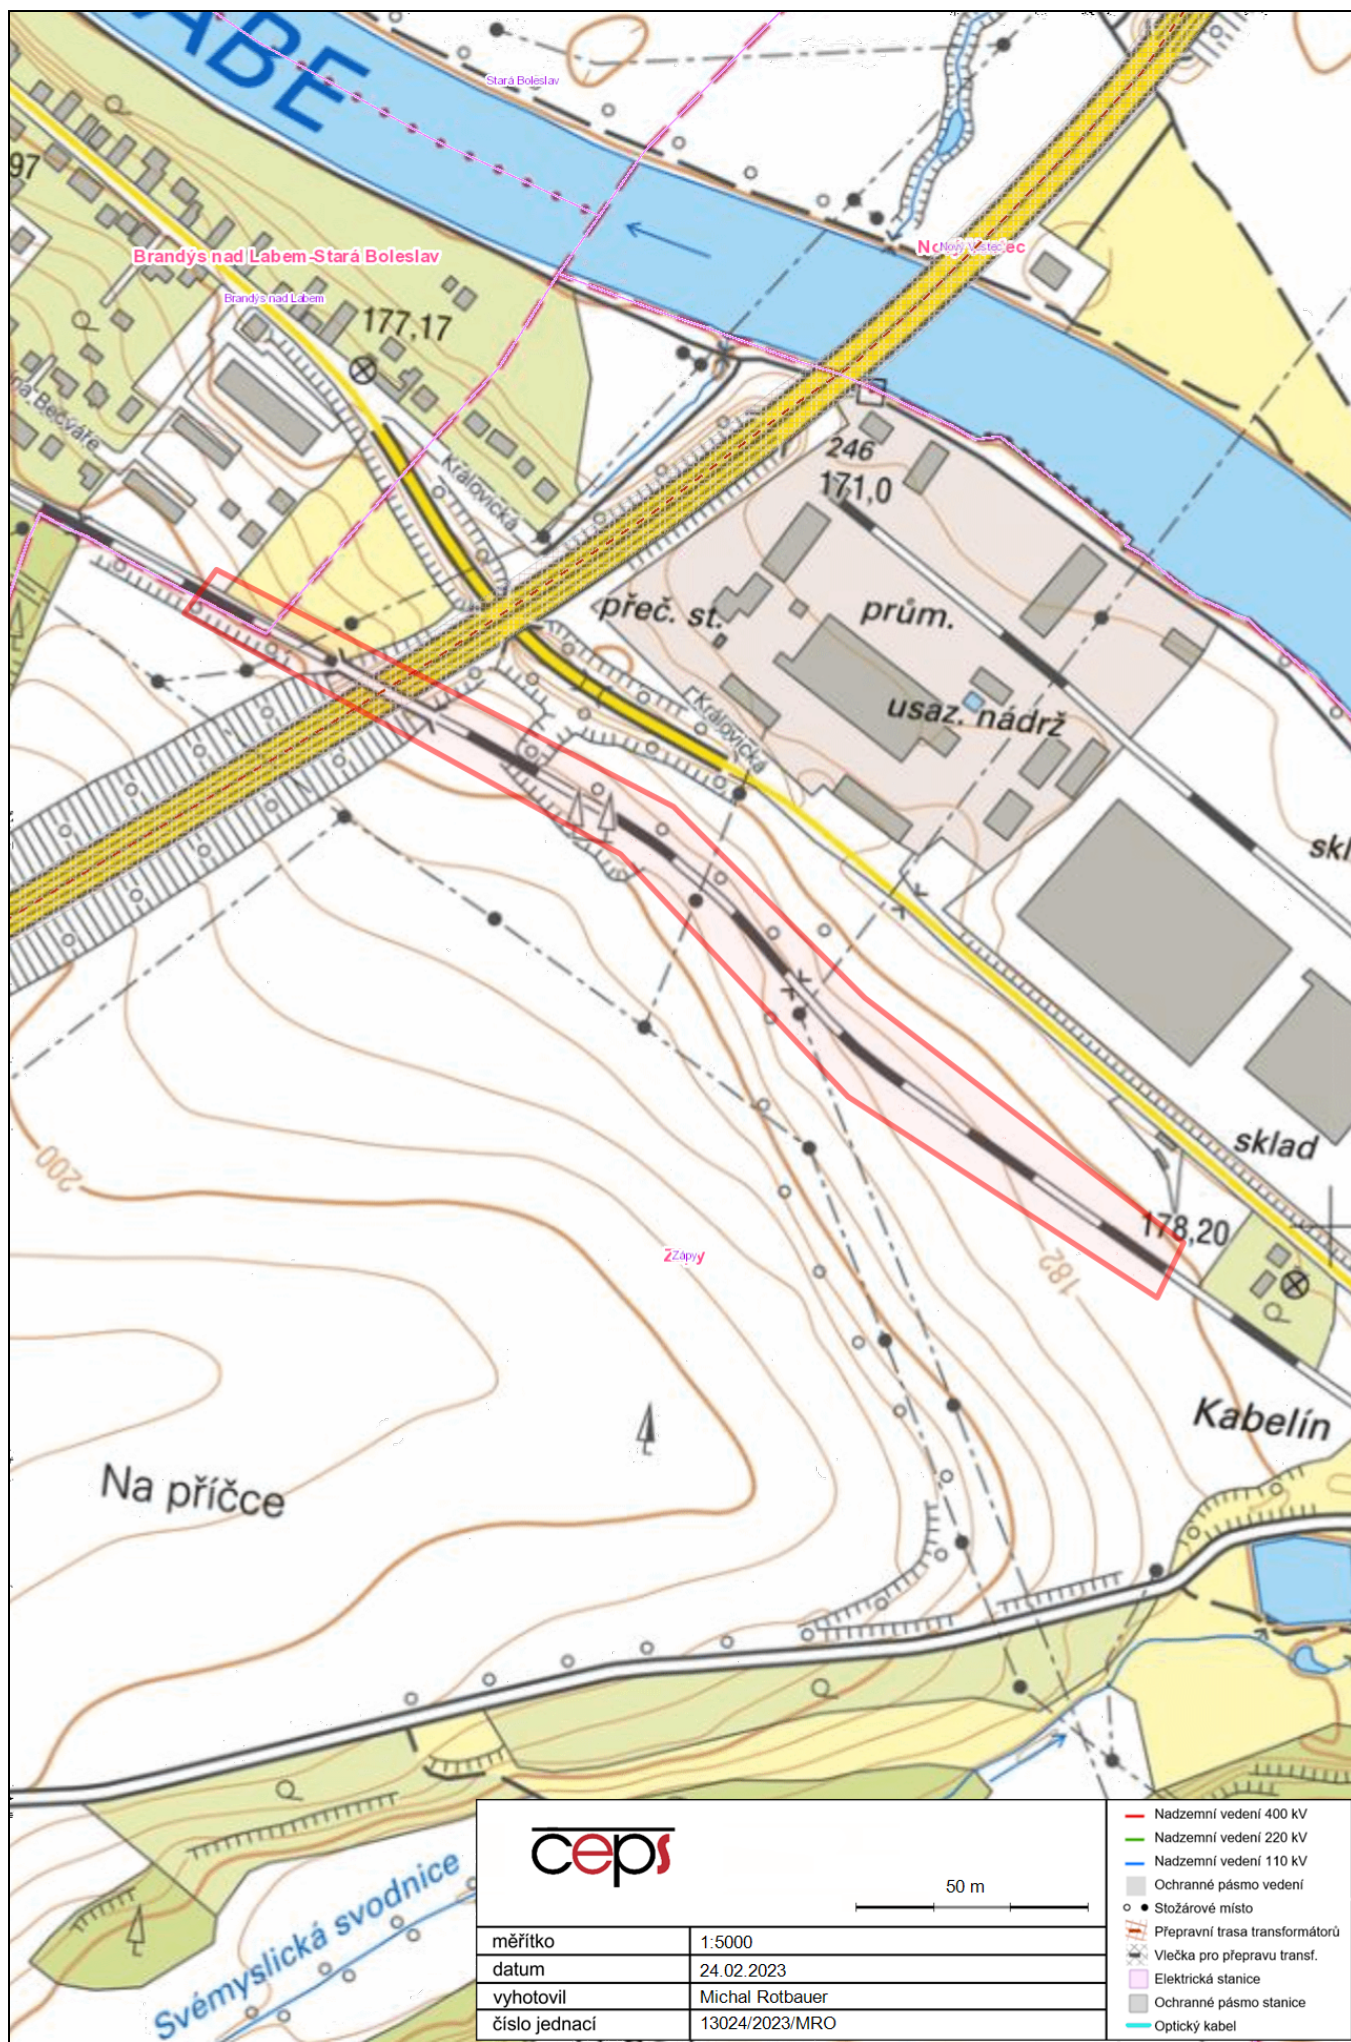 ABE
Stará Boleslav
97
Brandýs nad Labem-Stará Boleslav
Nový Vestec
Brandýs nad Labem
177,17
Královická
246
171,0
přeč. st.
prům.
usaz. nádrž
Královická
skl
sklad
178,20
200
182
Zápy
Kabelín
Na příčce
Svémyslická svodnice
čeps
50 m
měřítko 1:5000
datum 24.02.2023
vyhotovil Michal Rotbauer
číslo jednací 13024/2023/MRO
Nadzemní vedení 400 kV
Nadzemní vedení 220 kV
Nadzemní vedení 110 kV
Ochranné pásmo vedení
Stožárové místo
Přepravní trasa transformátorů
Vlečka pro přepravu transf.
Elektrická stanice
Ochranné pásmo stanice
Optický kabel